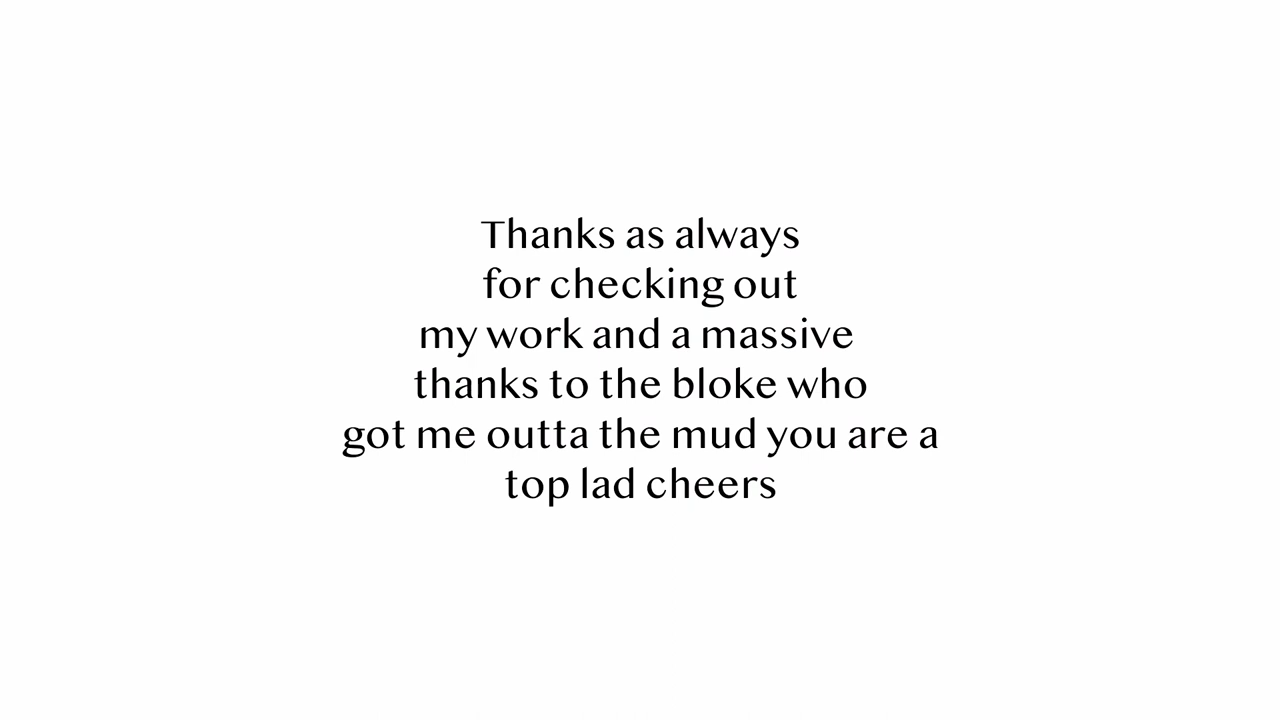 Thanks as always
for checking out
my work and a massive
thanks to the bloke who
got me outta the mud you are a
top lad cheers